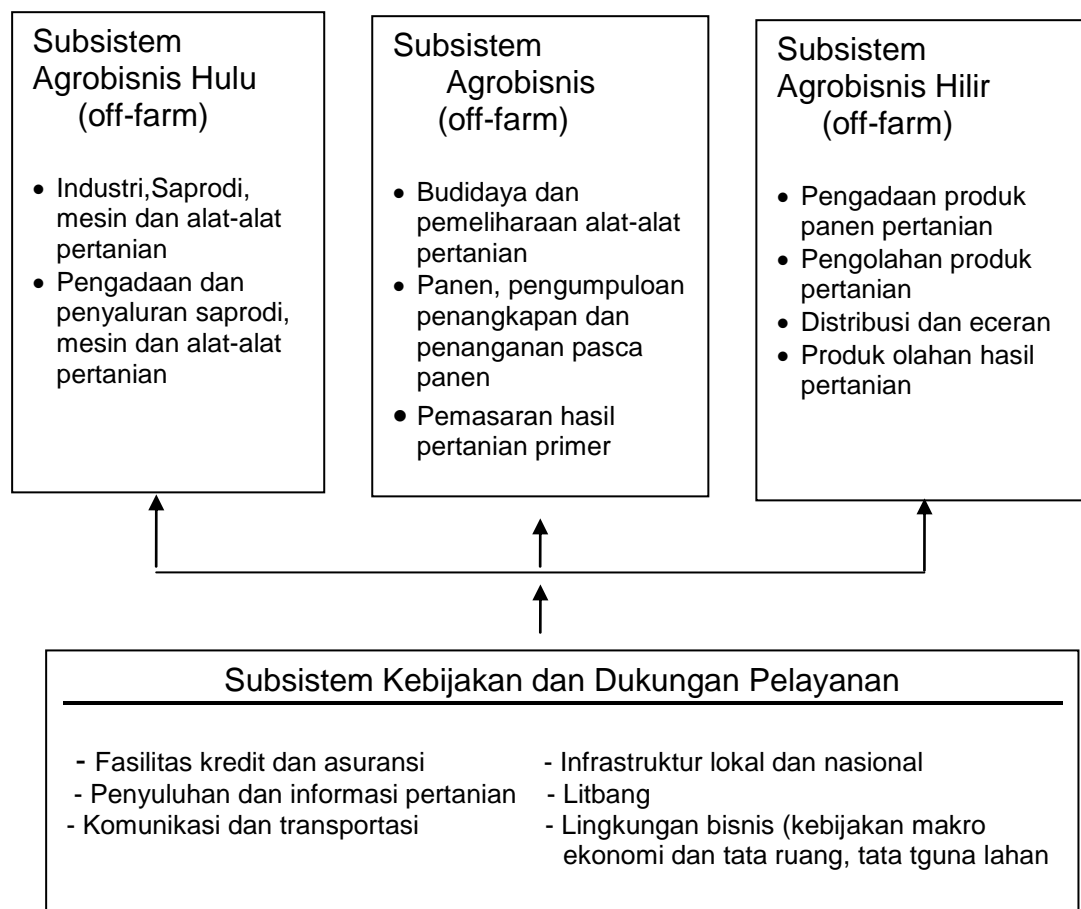 Subsistem
Agrobisnis Hulu
(off-farm)
• Industri,Saprodi,
mesin dan alat-alat
pertanian
• Pengadaan dan
penyaluran saprodi,
mesin dan alat-alat
pertanian
Subsistem
Agrobisnis
(off-farm)
• Budidaya dan
pemeliharaan alat-alat
pertanian
• Panen, pengumpuloan
penangkapan dan
penanganan pasca
panen
• Pemasaran hasil
pertanian primer
Subsistem
Agrobisnis Hilir
(off-farm)
• Pengadaan produk
panen pertanian
• Pengolahan produk
pertanian
• Distribusi dan eceran
• Produk olahan hasil
pertanian
Subsistem Kebijakan dan Dukungan Pelayanan
- Fasilitas kredit dan asuransi
- Penyuluhan dan informasi pertanian
- Komunikasi dan transportasi
- Infrastruktur lokal dan nasional
- Litbang
- Lingkungan bisnis (kebijakan makro
ekonomi dan tata ruang, tata tguna lahan